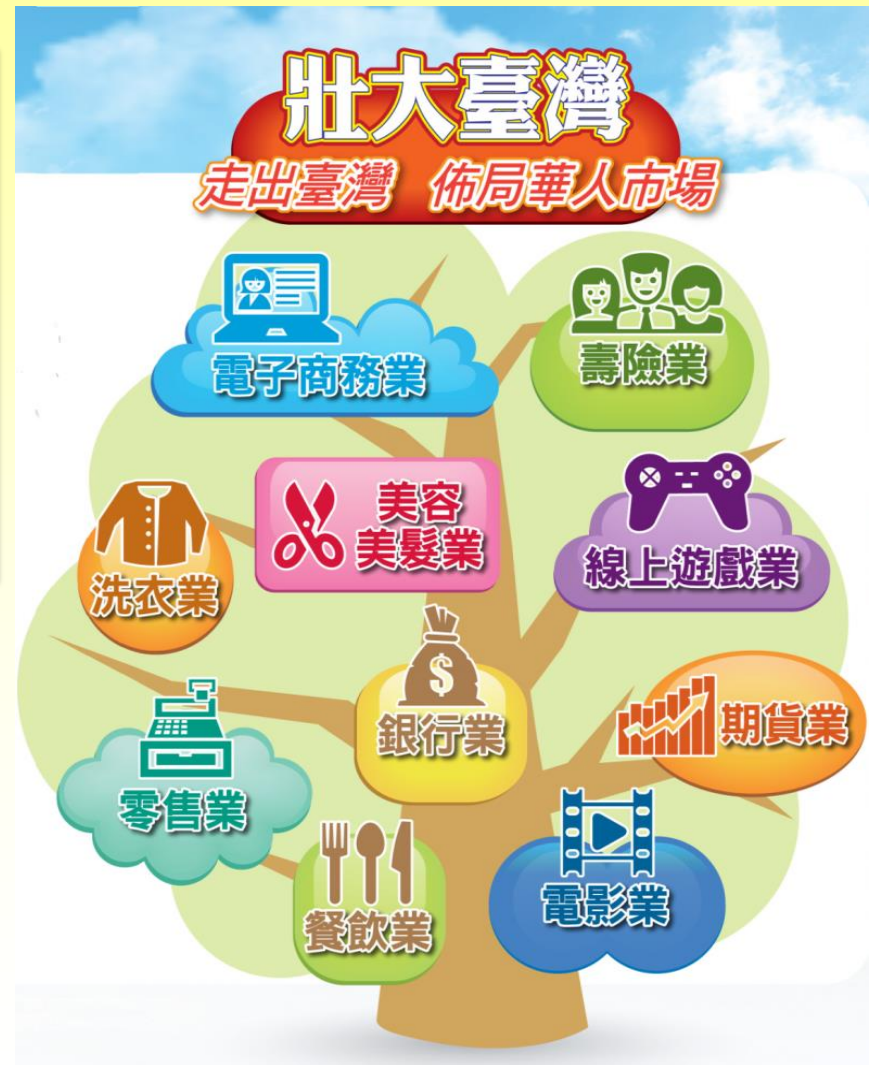 壯大臺灣
走出臺灣 佈局華人市場
電子商務業
壽險業
美容
美髮業
洗衣業
線上遊戲業
$
銀行業
期貨業
零售業
餐飲業
電影業